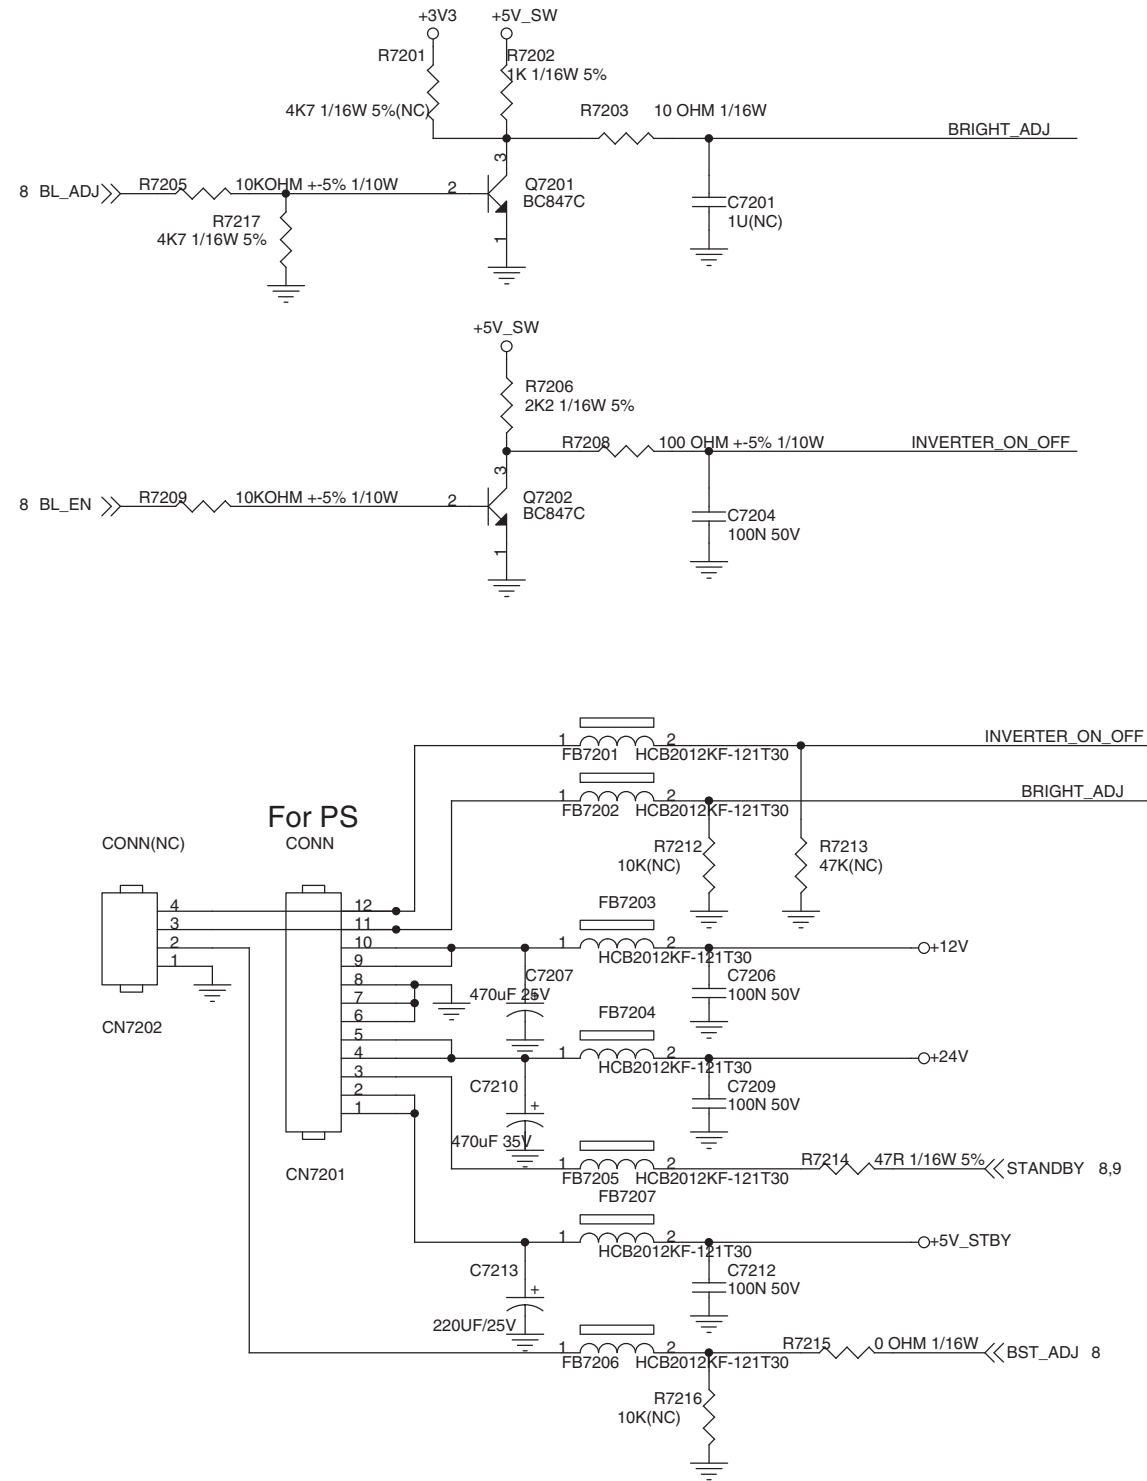 +3V3 +5V_SW
R7201 R7202
1K 1/16W 5%
4K7 1/16W 5%(NC) R7203 10 OHM 1/16W
BRIGHT_ADJ
3
8 BL_ADJ R7205 10KOHM +-5% 1/10W 2 Q7201
BC847C
C7201
1U(NC)
R7217
4K7 1/16W 5%
1
+5V_SW
R7206
2K2 1/16W 5%
R7208 100 OHM +-5% 1/10W INVERTER_ON_OFF
3
8 BL_EN R7209 10KOHM +-5% 1/10W 2 Q7202
BC847C
C7204
100N 50V
1
1 2 INVERTER_ON_OFF
FB7201 HCB2012KF-121T30
1 2 BRIGHT_ADJ
FB7202 HCB2012KF-121T30
For PS
CONN(NC) CONN
R7212
10K(NC)
R7213
47K(NC)
4 12 FB7203
3 11
2 10 1 2 +12V
1 9 HCB2012KF-121T30
8 C7207 C7206
7 470uF 25V 100N 50V
+
6 FB7204
CN7202
5
4 1 2 +24V
3 HCB2012KF-121T30
2 C7210 C7209
1 + 100N 50V
470uF 35V
CN7201
1 2 R7214 47R 1/16W 5% STANDBY 8,9
FB7205 HCB2012KF-121T30
FB7207
1 2 +5V_STBY
HCB2012KF-121T30
C7213 C7212
+ 100N 50V
220UF/25V
1 2 R7215 0 OHM 1/16W BST_ADJ 8
FB7206 HCB2012KF-121T30
R7216
10K(NC)